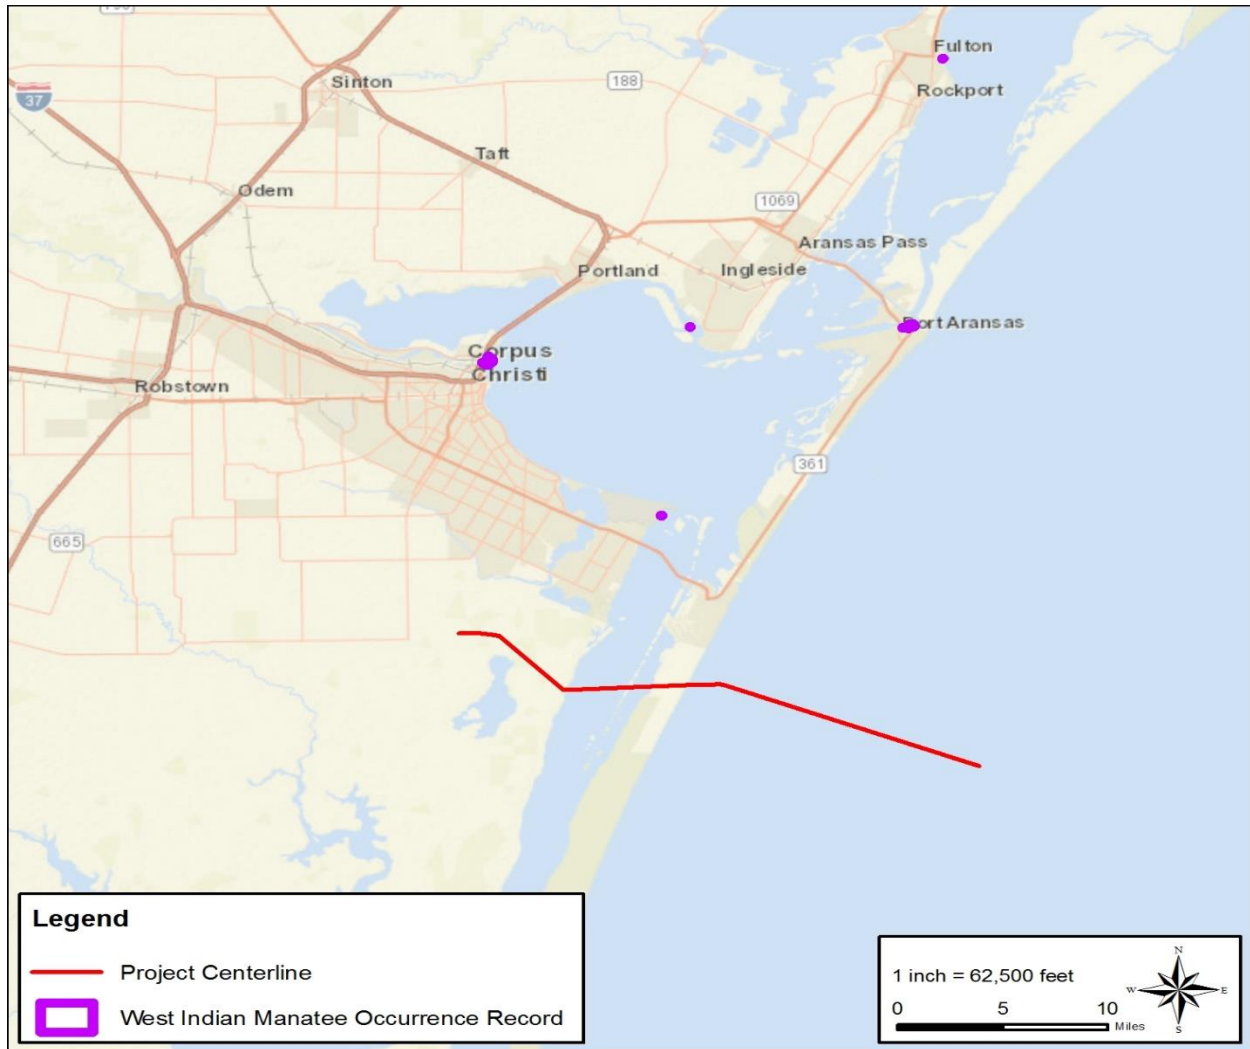 Fulton
Sinton
188
37
Rockport
Taft
Odem
1069
Aransas Pass
Portland
Ingleside
Port Aransas
Corpus
Christi
Robstown
361
665
Legend
Project Centerline
West Indian Manatee Occurrence Record
1 inch = 62,500 feet
0 5 10
Miles
N
W E
S